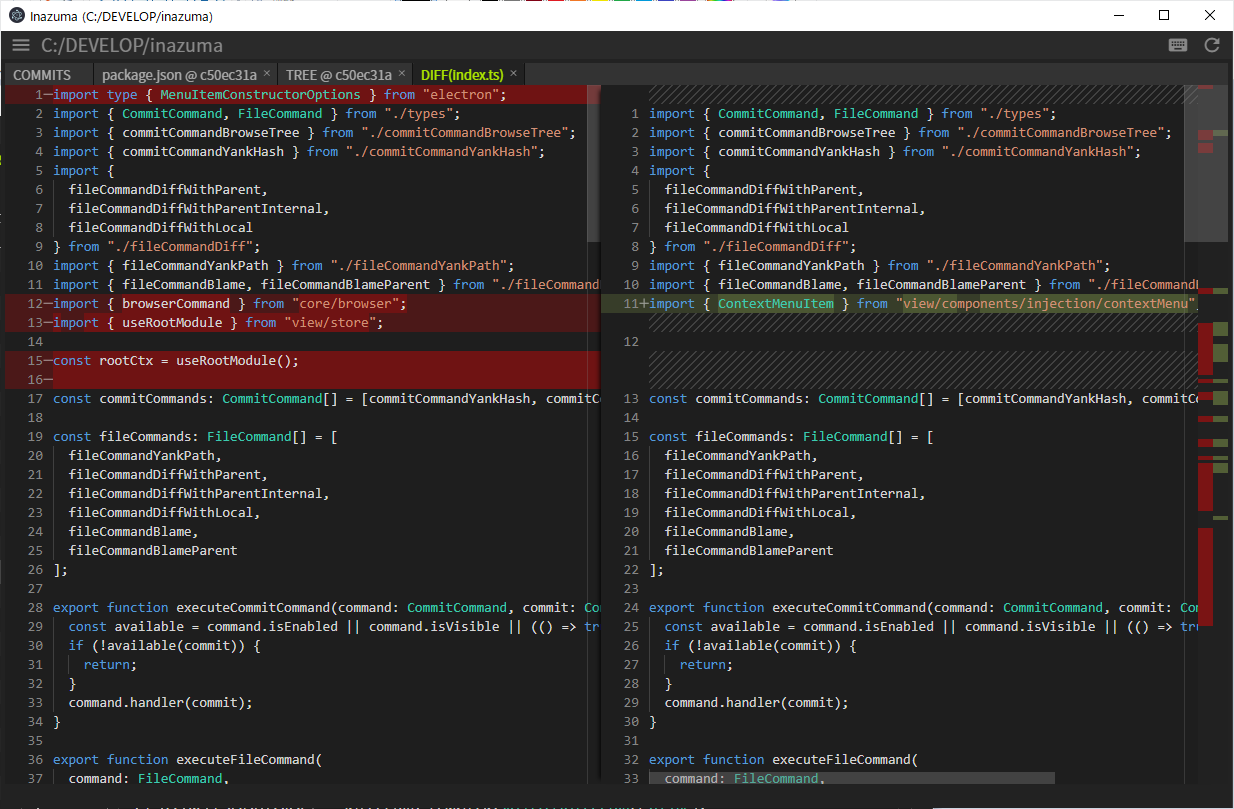 Inazuma (C:/DEVELOP/inazuma)
C:/DEVELOP/inazuma
COMMITS package.json @ c50ec31a × TREE @ c50ec31a × DIFF(Index.ts) ×
1 import type { MenuItemConstructorOptions } from "electron";
2 import { CommitCommand, FileCommand } from "./types";
3 import { commitCommandBrowseTree } from "./commitCommandBrowseTree";
4 import { commitCommandYankHash } from "./commitCommandYankHash";
5 import {
6 fileCommandDiffWithParent,
7 fileCommandDiffWithParentInternal,
8 fileCommandDiffWithLocal
9 } from "./fileCommandDiff";
10 import { fileCommandYankPath } from "./fileCommandYankPath";
11 import { fileCommandBlame, fileCommandBlameParent } from "./fileCommand
12 import { browserCommand } from "core/browser";
13 import { useRootModule } from "view/store";
14
15 const rootCtx = useRootModule();
16
17 const commitCommands: CommitCommand[] = [commitCommandYankHash, commitC
18
19 const fileCommands: FileCommand[] = [
20 fileCommandYankPath,
21 fileCommandDiffWithParent,
22 fileCommandDiffWithParentInternal,
23 fileCommandDiffWithLocal,
24 fileCommandBlame,
25 fileCommandBlameParent
26 ];
27
28 export function executeCommitCommand(command: CommitCommand, commit: Co
29 const available = command.isEnabled || command.isVisible || (() => tr
30 if (!available(commit)) {
31 return;
32 }
33 command.handler(commit);
34 }
35
36 export function executeFileCommand(
37 command: FileCommand,
1 import { CommitCommand, FileCommand } from "./types";
2 import { commitCommandBrowseTree } from "./commitCommandBrowseTree";
3 import { commitCommandYankHash } from "./commitCommandYankHash";
4 import {
5 fileCommandDiffWithParent,
6 fileCommandDiffWithParentInternal,
7 fileCommandDiffWithLocal
8 } from "./fileCommandDiff";
9 import { fileCommandYankPath } from "./fileCommandYankPath";
10 import { fileCommandBlame, fileCommandBlameParent } from "./fileCommand
11+import { ContextMenuItem } from "view/components/injection/contextMenu"
12
13 const commitCommands: CommitCommand[] = [commitCommandYankHash, commitC
14
15 const fileCommands: FileCommand[] = [
16 fileCommandYankPath,
17 fileCommandDiffWithParent,
18 fileCommandDiffWithParentInternal,
19 fileCommandDiffWithLocal,
20 fileCommandBlame,
21 fileCommandBlameParent
22 ];
23
24 export function executeCommitCommand(command: CommitCommand, commit: Com
25 const available = command.isEnabled || command.isVisible || (() => tru
26 if (!available(commit)) {
27 return;
28 }
29 command.handler(commit);
30 }
31
32 export function executeFileCommand(
33 command: FileCommand,